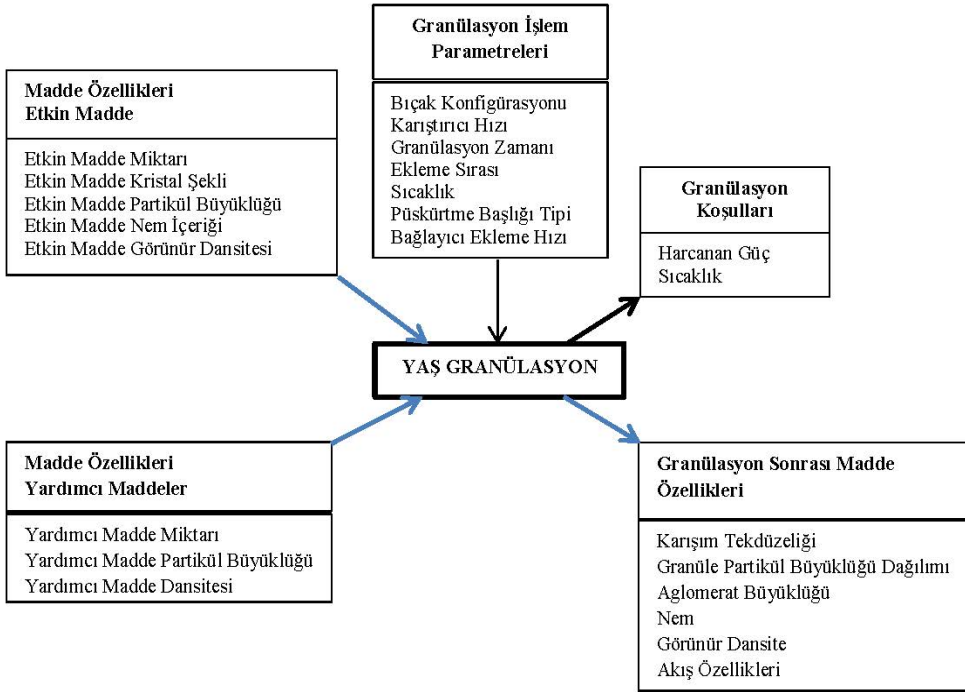 Granülasyon İşlem
Parametreleri
Bıçak Konfigürasyonu
Karıştırıcı Hızı
Granülasyon Zamanı
Ekleme Sırası
Sıcaklık
Püskürtme Başlığı Tipi
Bağlayıcı Ekleme Hızı
Madde Özellikleri
Etkin Madde
Etkin Madde Miktarı
Etkin Madde Kristal Şekli
Etkin Madde Partikül Büyüklüğü
Etkin Madde Nem İçeriği
Etkin Madde Görünür Dansitesi
Granülasyon
Koşulları
Harcanan Güç
Sıcaklık
YAŞ GRANÜLASYON
Madde Özellikleri
Yardımcı Maddeler
Yardımcı Madde Miktarı
Yardımcı Madde Partikül Büyüklüğü
Yardımcı Madde Dansitesi
Granülasyon Sonrası Madde
Özellikleri
Karışım Tekdüzeliği
Granüle Partikül Büyüklüğü Dağılımı
Aglomerat Büyüklüğü
Nem
Görünür Dansite
Akış Özellikleri